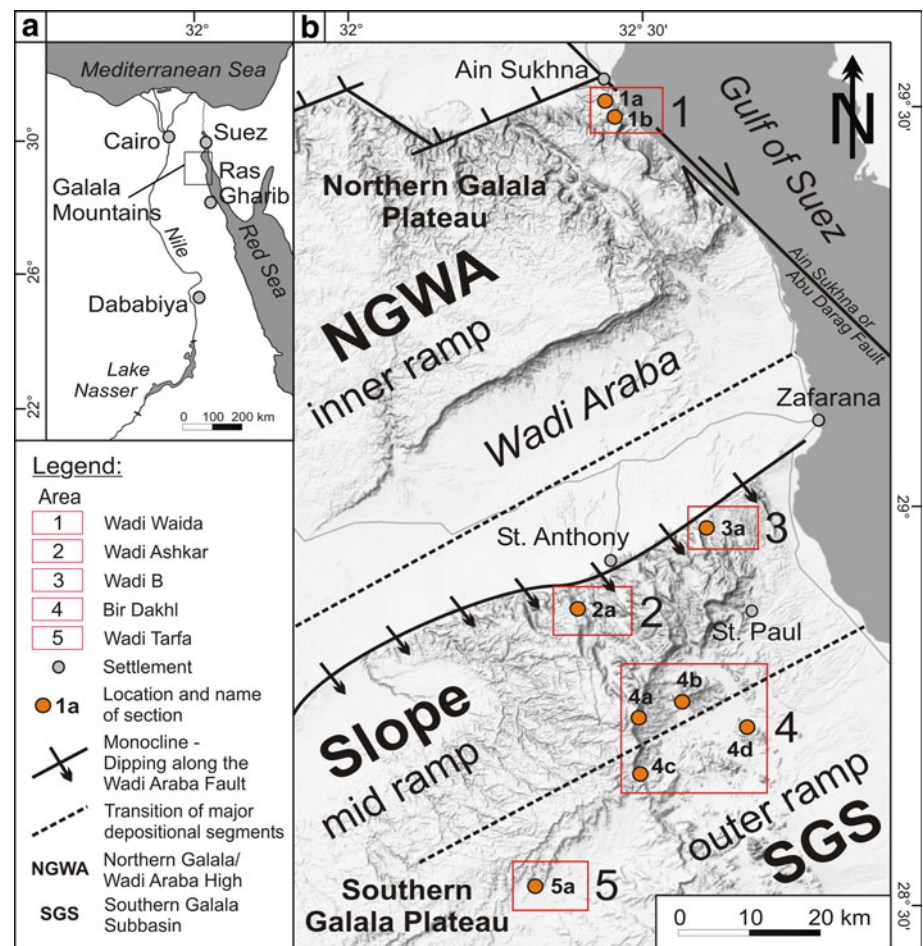 a
32°
Mediterranean Sea
Cairo
Suez
30°
Ras
Gharib
Galala
Mountains
Nile
Red Sea
26°
Dababiya
Lake
Nasser
22°
0 100 200 km
Legend:
Area
1 Wadi Waida
2 Wadi Ashkar
3 Wadi B
4 Bir Dakhl
5 Wadi Tarfa
Settlement
1a Location and name
of section
Monocline -
Dipping along the
Wadi Araba Fault
Transition of major
depositional segments
NGWA Northern Galala/
Wadi Araba High
SGS Southern Galala
Subbasin
b
32°
32° 30'
Ain Sukhna
1a
1b
1
N
29°
30'
Gulf of Suez
Northern Galala
Plateau
Ain Sukhna or
Abu Darag Fault
NGWA
inner ramp
Wadi Araba
Zafarana
29°
3a
3
St. Anthony
2a
2
St. Paul
4b
4a
4
4d
4c
Slope
mid ramp
outer ramp
SGS
5a
5
Southern
Galala Plateau
28°
30'
0 10 20 km